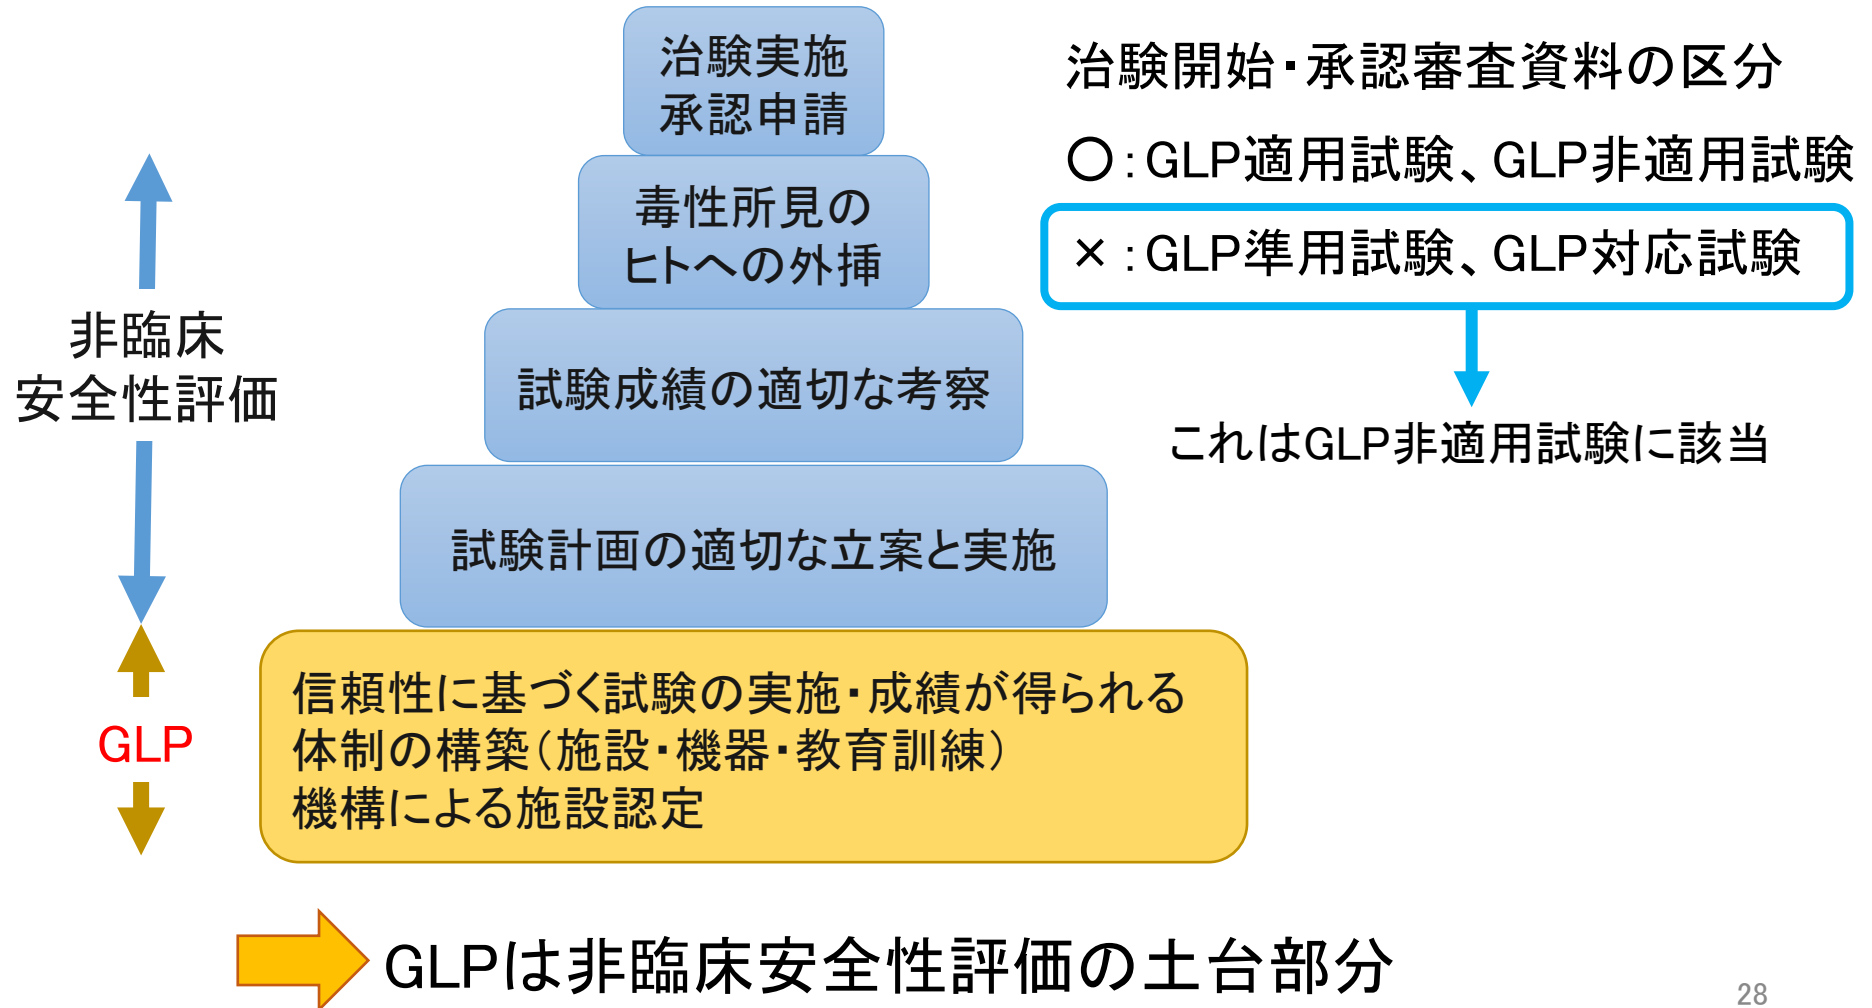 治験実施
承認申請
毒性所見の
ヒトへの外挿
試験成績の適切な考察
試験計画の適切な立案と実施
信頼性に基づく試験の実施・成績が得られる
体制の構築(施設・機器・教育訓練)
機構による施設認定
非臨床
安全性評価
GLP
治験開始・承認審査資料の区分
〇:GLP適用試験、GLP非適用試験
×:GLP準用試験、GLP対応試験
これはGLP非適用試験に該当
GLPは非臨床安全性評価の土台部分
28